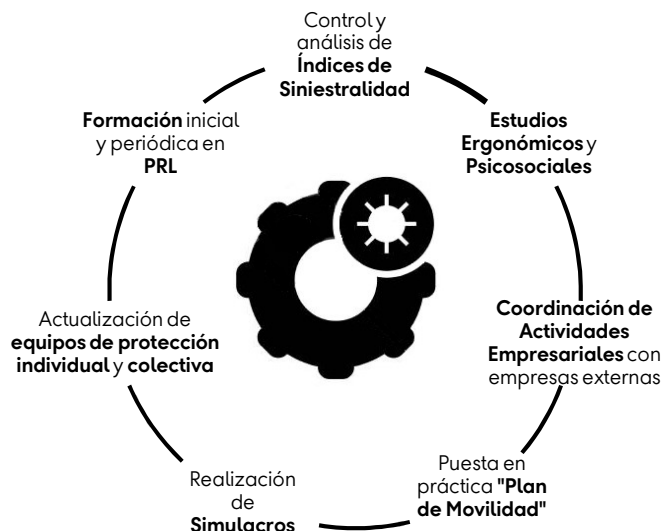 Control y
análisis de
Índices de
Siniestralidad
Estudios
Ergonómicos y
Psicosociales
Coordinación de
Actividades
Empresariales con
empresas externas
Puesta en
práctica "Plan
de Movilidad"
Realización
de
Simulacros
Actualización de
equipos de protección
individual y colectiva
Formación inicial
y periódica en
PRL